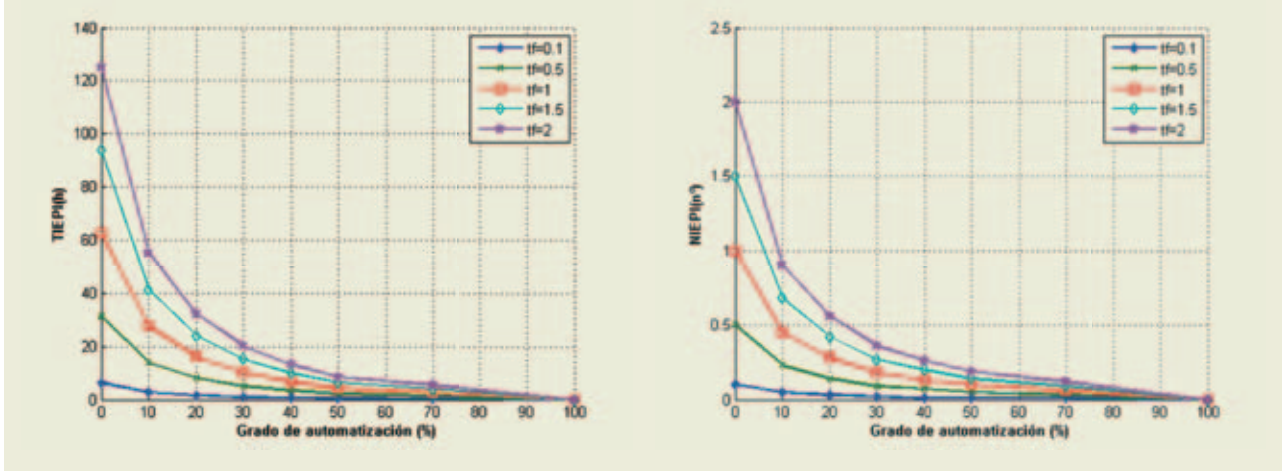 140
120
100
80
60
40
20
0
TIEPI(h)
tf=0.1
tf=0.5
tf=1
tf=1.5
tf=2
0 10 20 30 40 50 60 70 80 90 100
Grado de automatización (%)
2.5
2
1.5
1
0.5
0
NIEPI(nº)
tf=0.1
tf=0.5
tf=1
tf=1.5
tf=2
0 10 20 30 40 50 60 70 80 90 100
Grado de automatización (%)